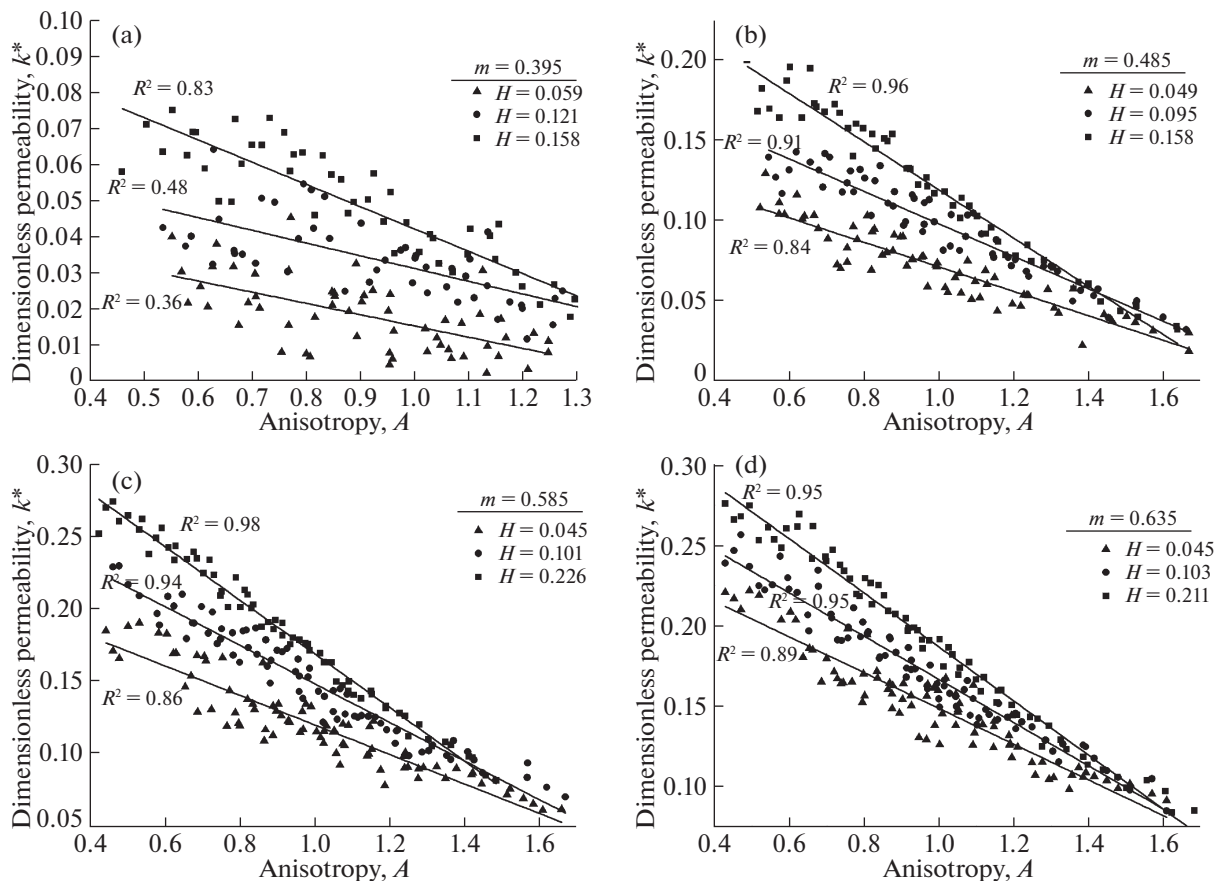 (a)
Dimensionless permeability, k*
0.10
0.09
0.08
0.07
0.06
0.05
0.04
0.03
0.02
0.01
0
R² = 0.83
R² = 0.48
R² = 0.36
m = 0.395
H = 0.059
H = 0.121
H = 0.158
0.4 0.5 0.6 0.7 0.8 0.9 1.0 1.1 1.2 1.3
Anisotropy, A
(b)
Dimensionless permeability, k*
0.20
0.15
0.10
0.05
0
R² = 0.96
R² = 0.91
R² = 0.84
m = 0.485
H = 0.049
H = 0.095
H = 0.158
0.4 0.6 0.8 1.0 1.2 1.4 1.6
Anisotropy, A
(c)
Dimensionless permeability, k*
0.30
0.25
0.20
0.15
0.10
0.05
R² = 0.98
R² = 0.94
R² = 0.86
m = 0.585
H = 0.045
H = 0.101
H = 0.226
0.4 0.6 0.8 1.0 1.2 1.4 1.6
Anisotropy, A
(d)
Dimensionless permeability, k*
0.30
0.25
0.20
0.15
0.10
R² = 0.95
R² = 0.95
R² = 0.89
m = 0.635
H = 0.045
H = 0.103
H = 0.211
0.4 0.6 0.8 1.0 1.2 1.4 1.6
Anisotropy, A